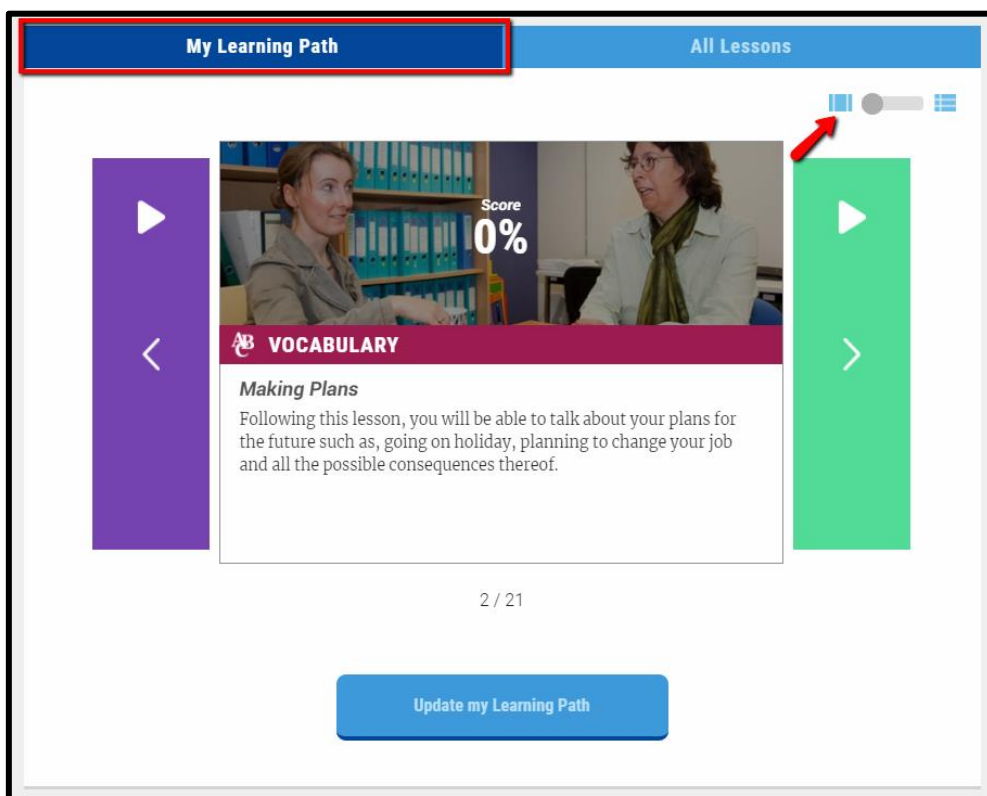 My Learning Path
All Lessons
Score
0%
ABC VOCABULARY
Making Plans
Following this lesson, you will be able to talk about your plans for
the future such as, going on holiday, planning to change your job
and all the possible consequences thereof.
2 / 21
Update my Learning Path